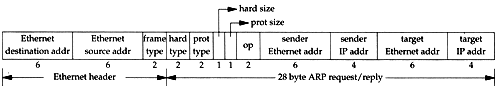 hard size
prot size
Ethernet destination addr
Ethernet source addr
frame type
hard type
prot type
op
sender Ethernet addr
sender IP addr
target Ethernet addr
target IP addr
6 6 2 2 2 1 1 2 6 4 6 4
Ethernet header
28 byte ARP request/reply